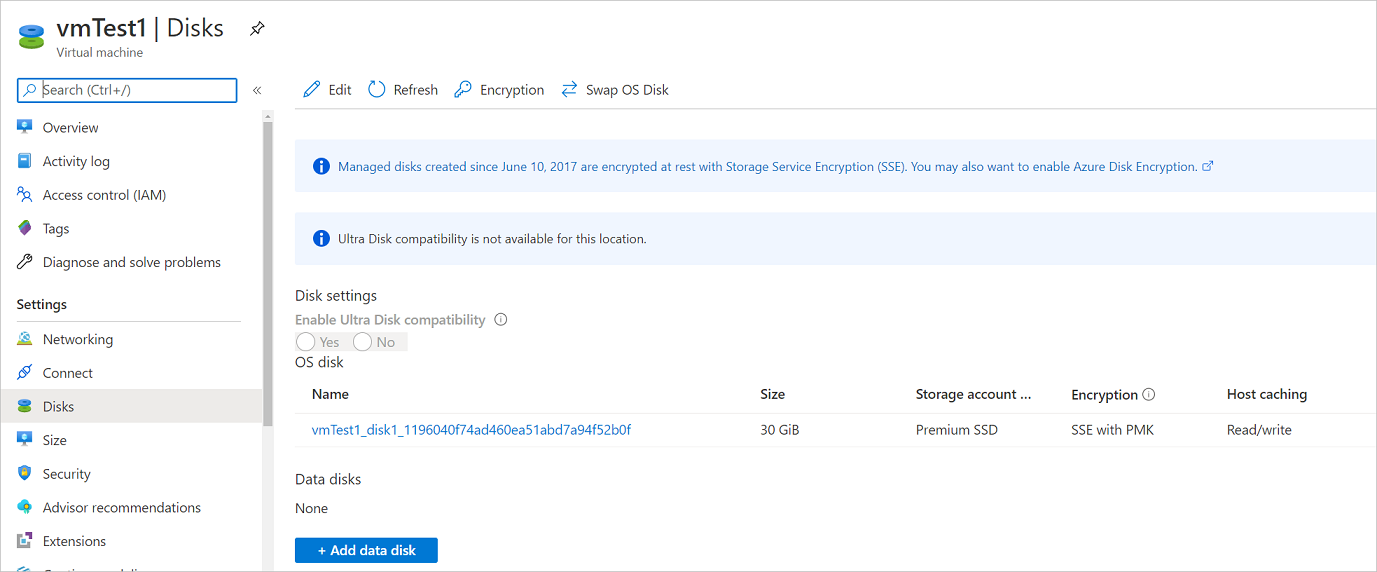 vmTest1 | Disks
Virtual machine
Search (Ctrl+/)
«
Overview
Activity log
Access control (IAM)
Tags
Diagnose and solve problems
Settings
Networking
Connect
Disks
Size
Security
Advisor recommendations
Extensions
Edit Refresh Encryption Swap OS Disk
Managed disks created since June 10, 2017 are encrypted at rest with Storage Service Encryption (SSE). You may also want to enable Azure Disk Encryption.
Ultra Disk compatibility is not available for this location.
Disk settings
Enable Ultra Disk compatibility
Yes No
OS disk
Name Size Storage account ... Encryption Host caching
vmTest1_disk1_1196040f74ad460ea51abd7a94f52b0f 30 GiB Premium SSD SSE with PMK Read/write
Data disks
None
+ Add data disk